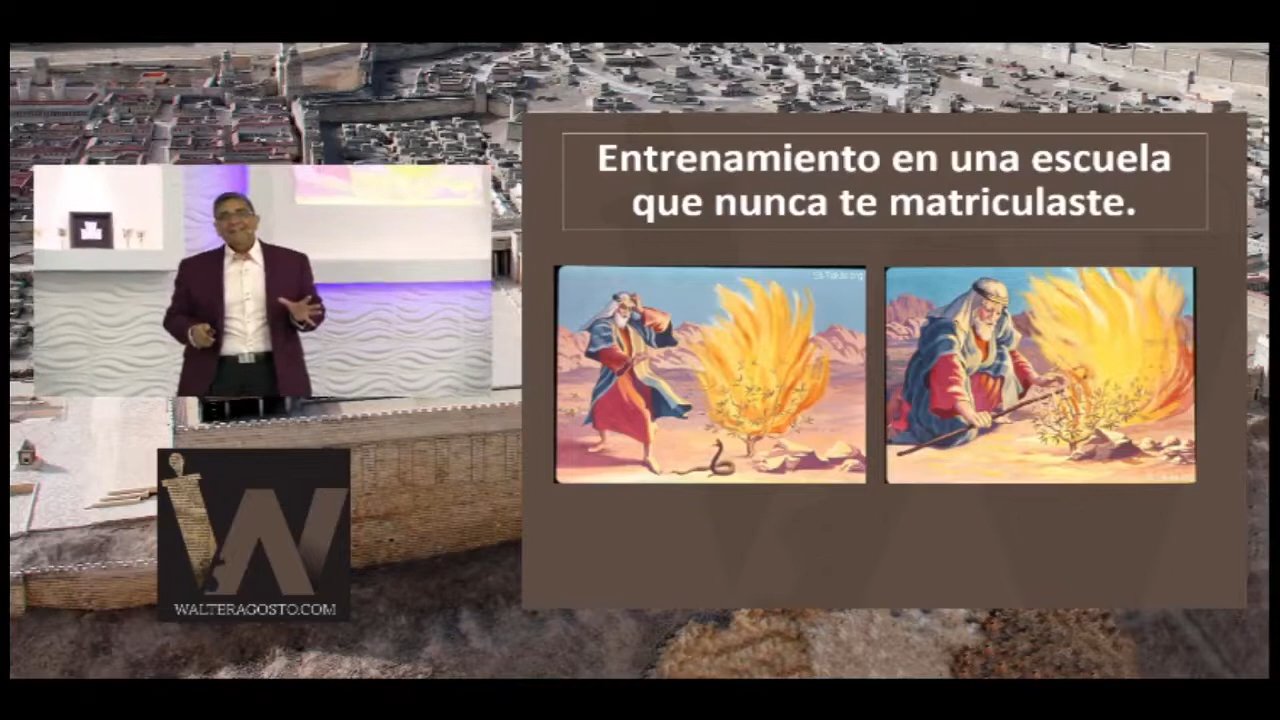 Entrenamiento en una escuela
que nunca te matriculaste.
W
WALTERAGOSTO.COM